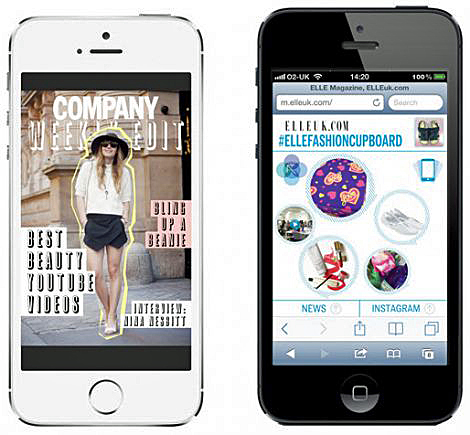 COMPANY
WEEKLY EDIT
BLING
UP A
BEANIE
BEST
BEAUTY
YOUTUBE
VIDEOS
INTERVIEW:
NINA NESBITT
O2-UK 14:20 100%
ELLE Magazine, ELLEuk.com
m.elleuk.com/ Search
ELLEUK.COM
#ELLEFASHIONCUPBOARD
NEWS INSTAGRAM